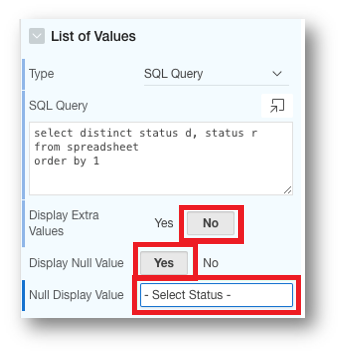 List of Values
Type SQL Query
SQL Query
select distinct status d, status r
from spreadsheet
order by 1
Display Extra
Values Yes No
Display Null Value Yes No
Null Display Value - Select Status -